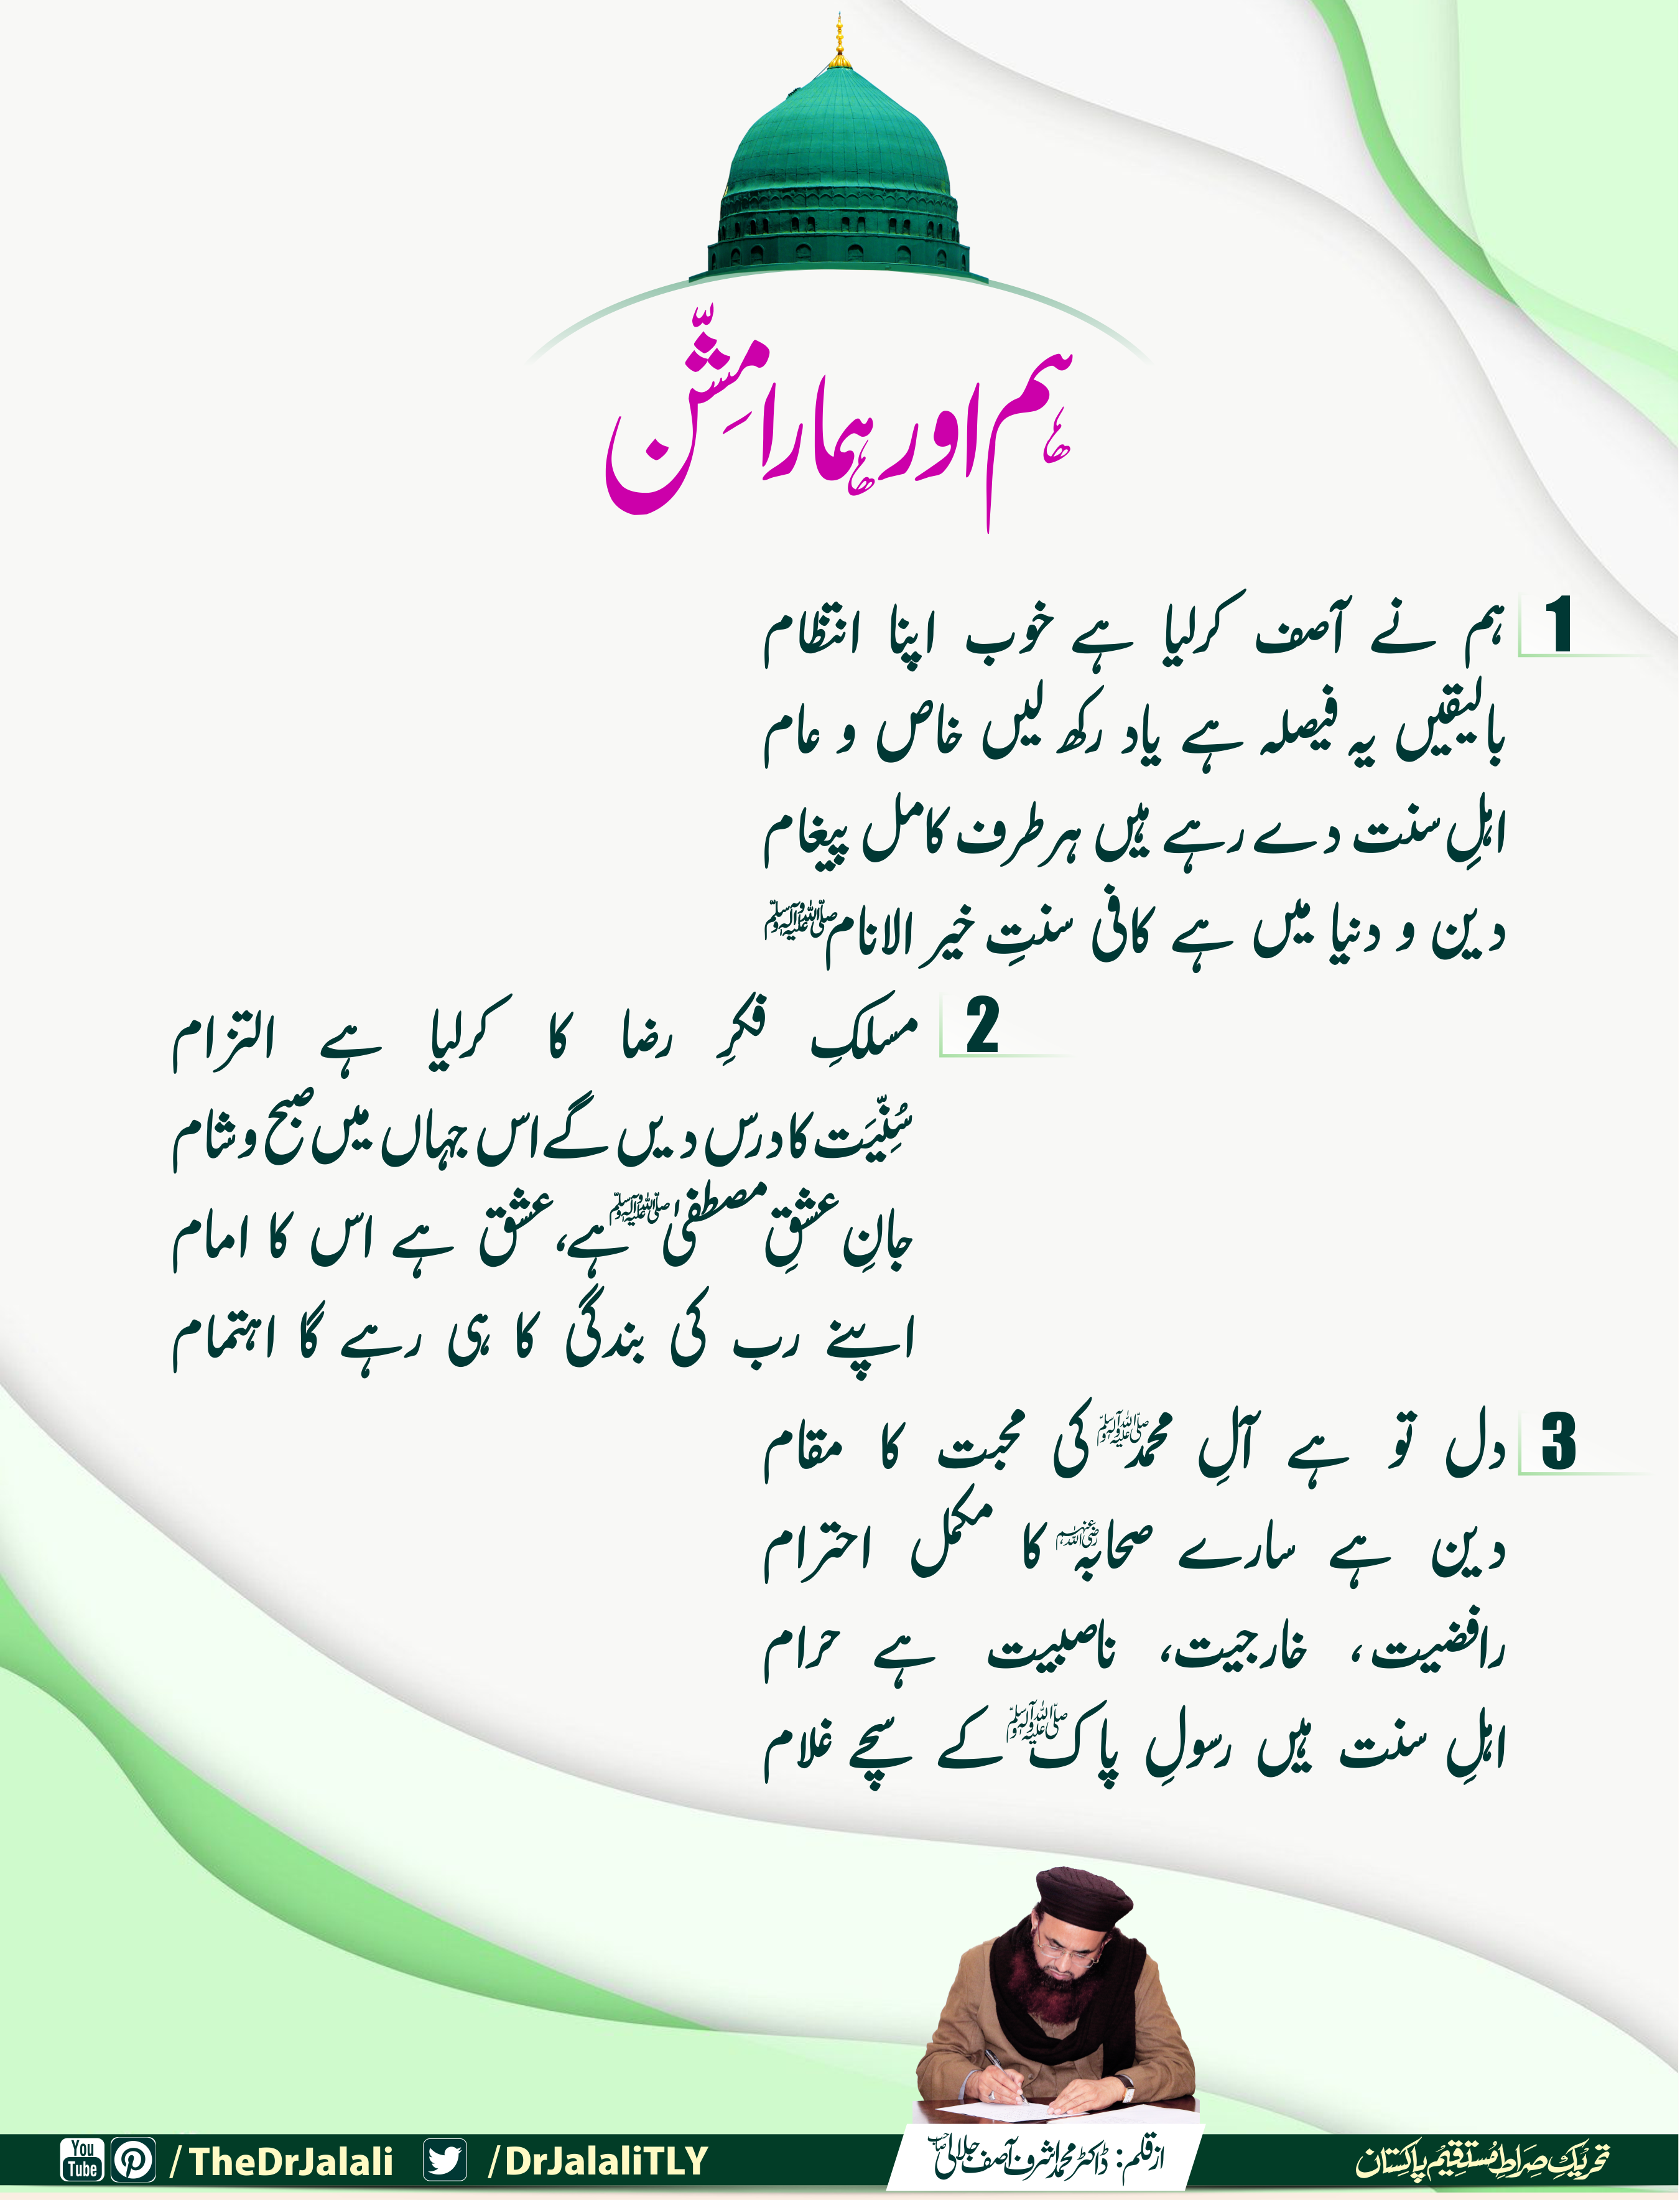 ہم اور ہمارا مِشّن
1
ہم نے آصف کرلیا ہے خوب اپنا انتظام
بالیقیں یہ فیصلہ ہے یاد رکھ لیں خاص و عام
اہلِ سنت دے رہے ہیں ہر طرف کامل پیغام
دین و دنیا میں ہے کافی سنتِ خیر الانام ﷺ
2
مسلکِ فکرِ رضا کا کرلیا ہے التزام
سُنِّیَت کا درس دیں گے اس جہاں میں صبح و شام
جانِ عشقِ مصطفیٰ ﷺ ہے، عشق ہے اس کا امام
اپنے رب کی بندگی کا ہی رہے گا اہتمام
3
دل تو ہے آلِ محمد ﷺ کی محبت کا مقام
دین ہے سارے صحابہ رضی اللہ عنہم کا مکمل احترام
رافضیت، خارجیت، ناصبیت ہے حرام
اہلِ سنت ہیں رسولِ پاک ﷺ کے سچے غلام
You Tube /TheDrJalali /DrJalaliTLY
از قلم: ڈاکٹر محمد اشرف آصف جلالی صاحب
تحریکِ صراطِ مُستقِیم پاکستان